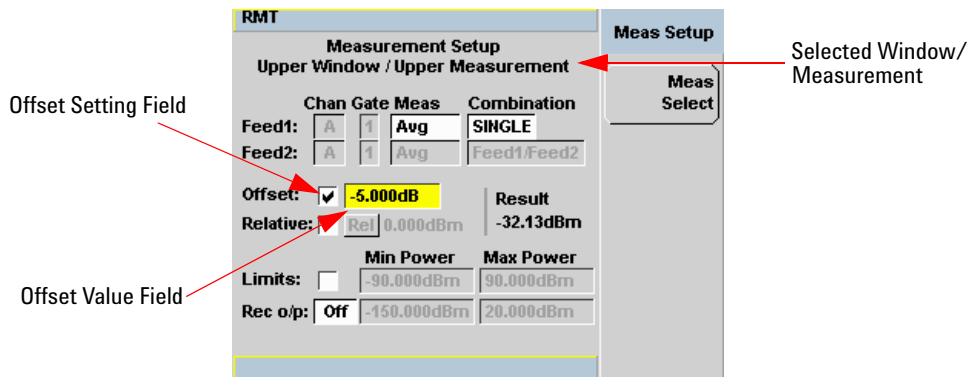 RMT
Meas Setup
Measurement Setup
Upper Window / Upper Measurement
Selected Window/
Measurement
Meas
Select
Offset Setting Field
Chan Gate Meas Combination
Feed1: A 1 Avg SINGLE
Feed2: A 1 Avg Feed1/Feed2
Offset: -5.000dB Result
Relative: Rel 0.000dBm -32.13dBm
Min Power Max Power
Limits: -90.000dBm 90.000dBm
Offset Value Field
Rec o/p: Off -150.000dBm 20.000dBm